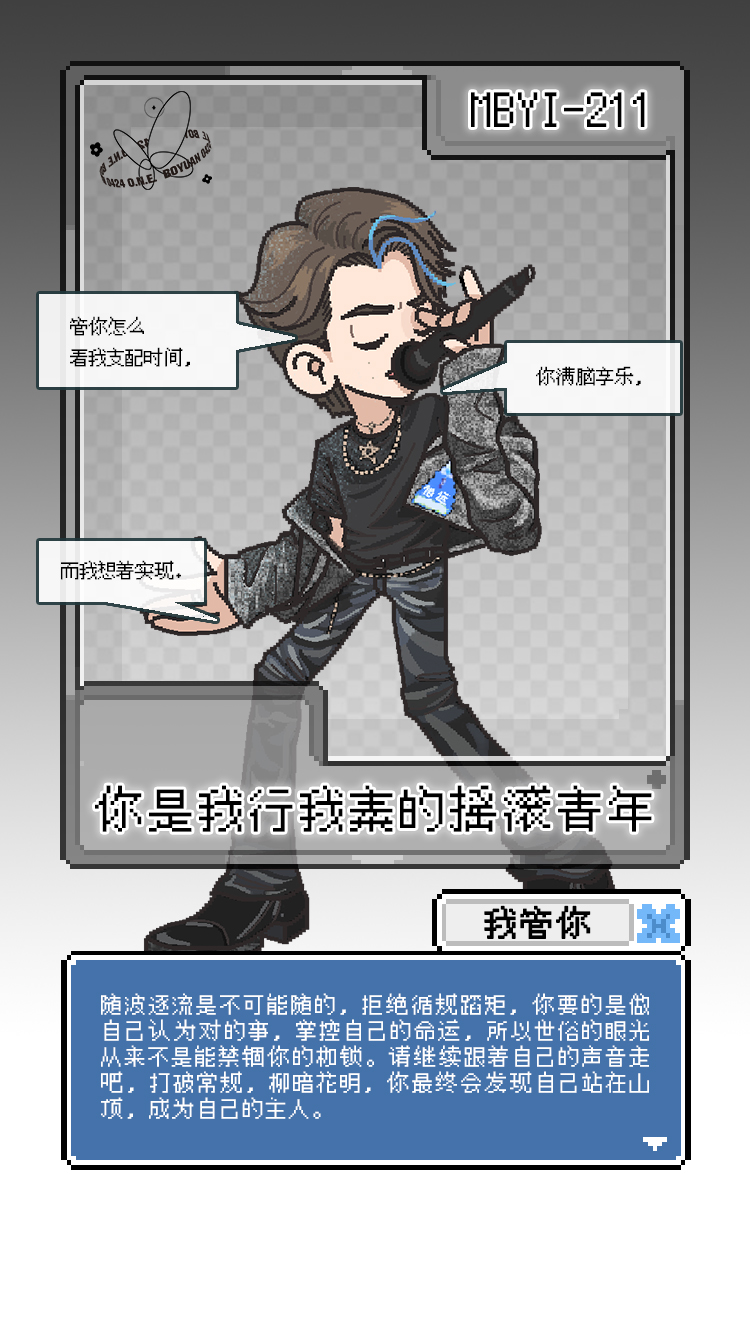 MBYI-211
0424 O.N.E. BOYUAN 042
管你怎么
看我支配时间,
你满脑享乐,
而我想着实现.
你是我行我素的摇滚青年
我管你
随波逐流是不可能随的，拒绝循规蹈矩，你要的是做
自己认为对的事，掌控自己的命运，所以世俗的眼光
从来不是能禁锢你的枷锁。请继续跟着自己的声音走
吧，打破常规，柳暗花明，你最终会发现自己站在山
顶，成为自己的主人。